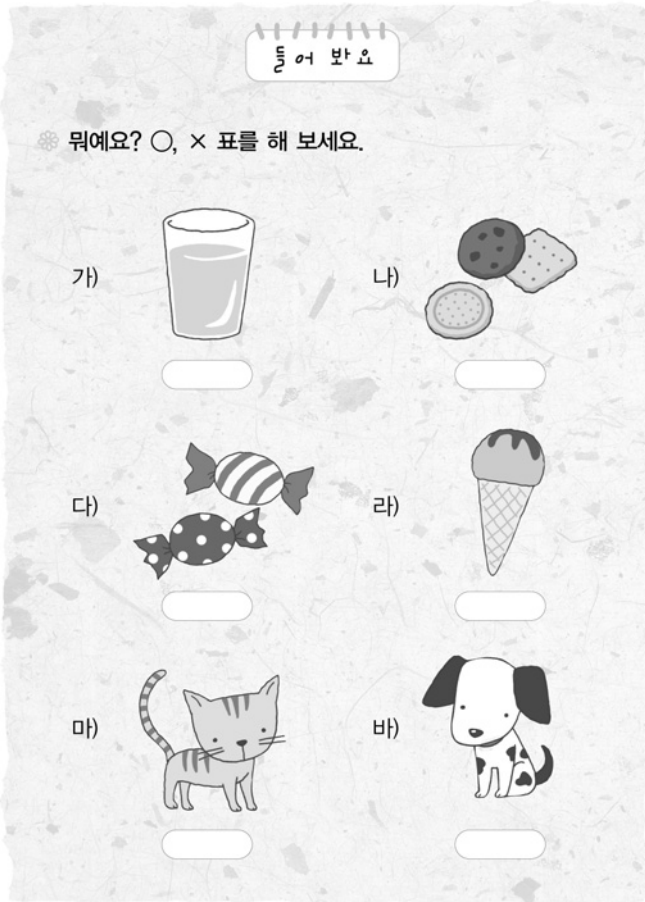 들어 봐요
뭐예요? ○, × 표를 해 보세요.
가)
나)
다)
라)
마)
바)